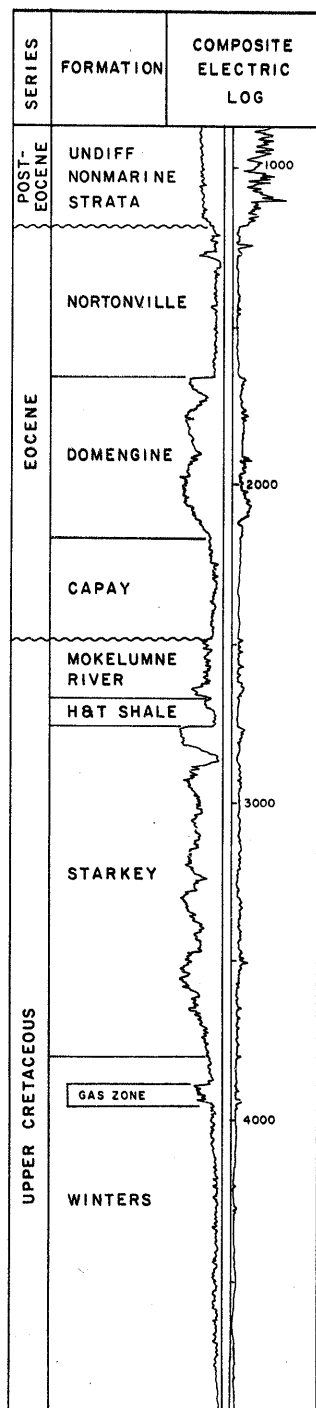 SERIES
FORMATION
COMPOSITE
ELECTRIC
LOG
POST-
EOCENE
UNDIFF
NONMARINE
STRATA
1000
EOCENE
NORTONVILLE
DOMENGINE
2000
CAPAY
UPPER CRETACEOUS
MOKELUMNE
RIVER
H&T SHALE
3000
STARKEY
GAS ZONE
4000
WINTERS